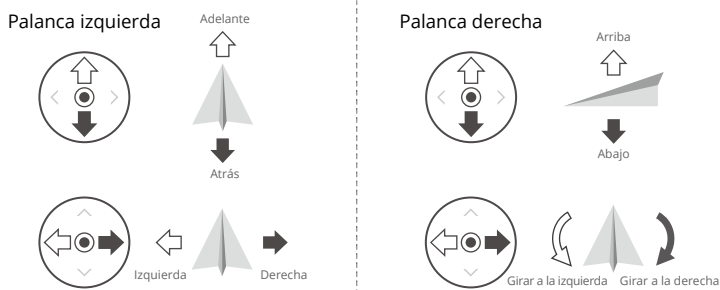 Palanca izquierda
Adelante
Atrás
Izquierda
Derecha
Palanca derecha
Arriba
Abajo
Girar a la izquierda
Girar a la derecha